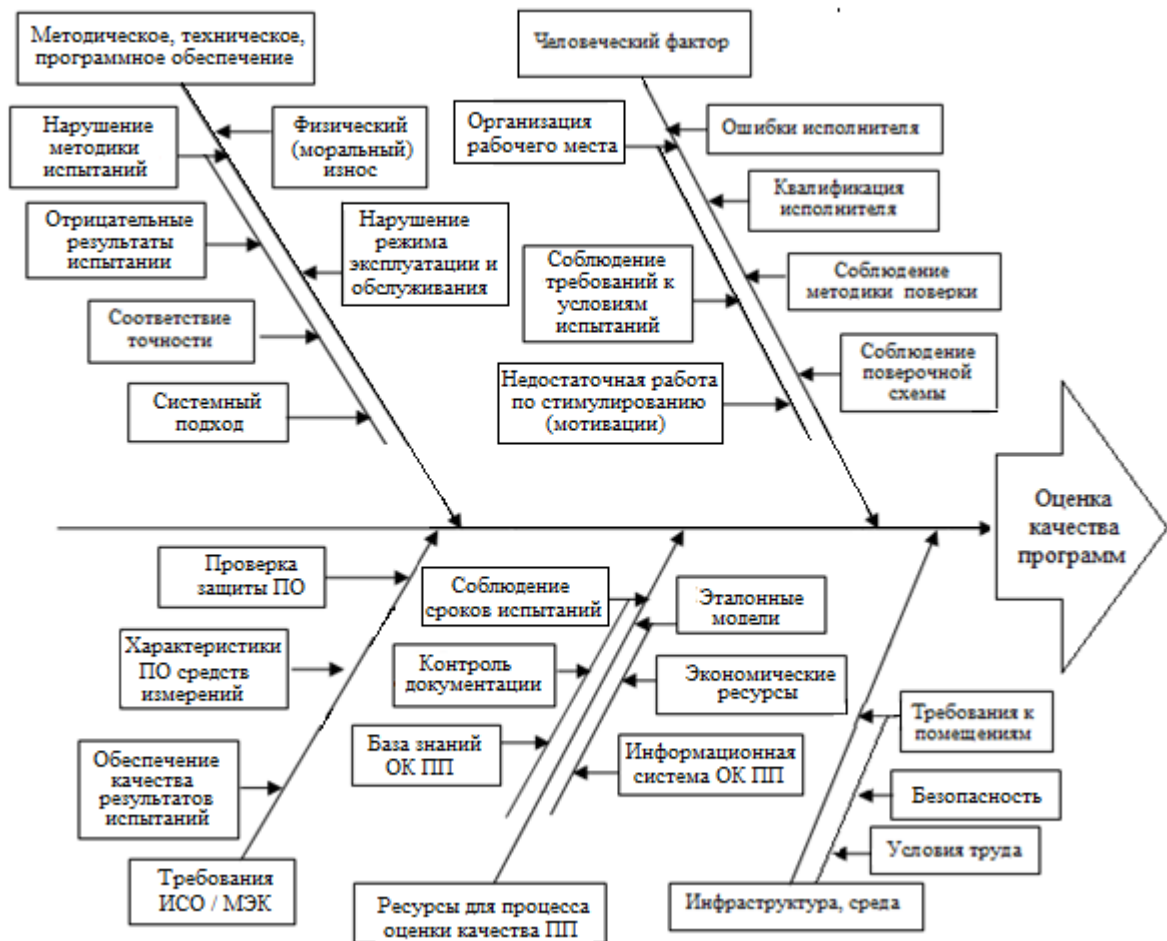 Методическое, техническое,
программное обеспечение
Человеческий фактор
Нарушение
методики
испытаний
Физический
(моральный)
износ
Организация
рабочего места
Ошибки исполнителя
Квалификация
исполнителя
Отрицательные
результаты
испытании
Нарушение
режима
эксплуатации и
обслуживания
Соблюдение
требований к
условиям
испытаний
Соблюдение
методики поверки
Соответствие
точности
Соблюдение
поверочной
схемы
Системный
подход
Недостаточная работа
по стимулированию
(мотивации)
Оценка
качества
программ
Проверка
защиты ПО
Соблюдение
сроков испытаний
Эталонные
модели
Характеристики
ПО средств
измерений
Контроль
документации
Экономические
ресурсы
Требования к
помещениям
База знаний
ОК ПП
Информационная
система ОК ПП
Обеспечение
качества
результатов
испытаний
Безопасность
Условия труда
Требования
ИСО / МЭК
Ресурсы для процесса
оценки качества ПП
Инфраструктура, среда